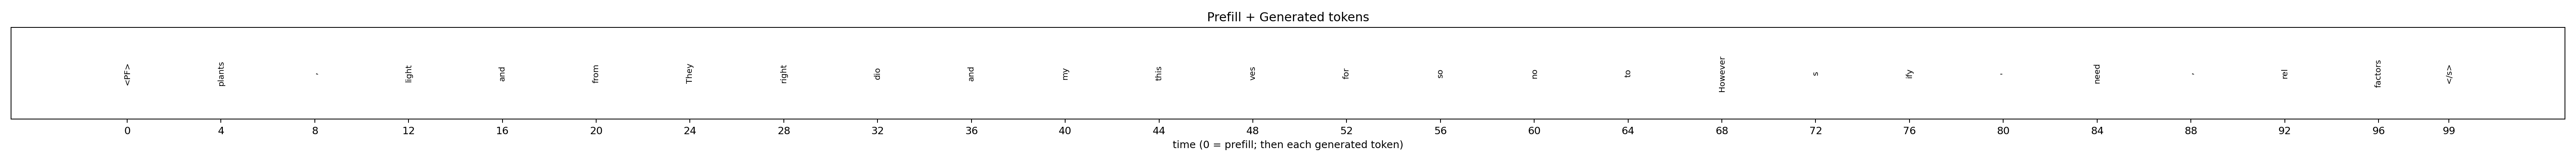 Prefill + Generated tokens
<PF> plants , light and from They right dio and my this ves for so no to However s ify - need - rel factors </s>
0 4 8 12 16 20 24 28 32 36 40 44 48 52 56 60 64 68 72 76 80 84 88 92 96 99
time (0 = prefill; then each generated token)